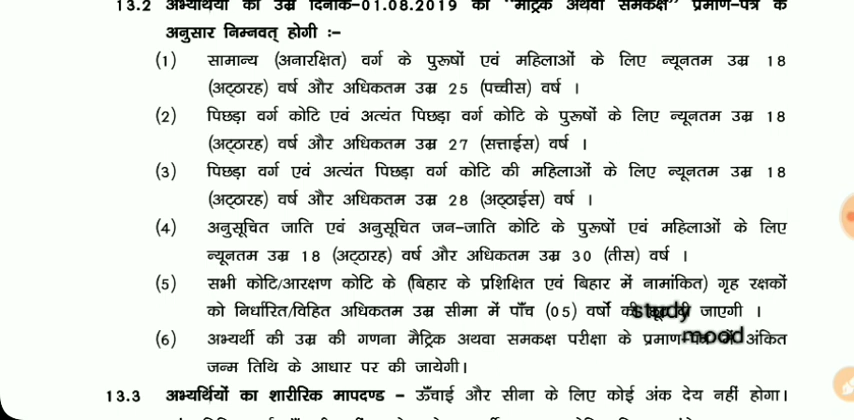 13.2 अभ्यर्थियों की उम्र दिनांक-01.08.2019 को "मैट्रिक अथवा समकक्ष" प्रमाण-पत्र के
अनुसार निम्नवत् होगी :–
(1) सामान्य (अनारक्षित) वर्ग के पुरूषों एवं महिलाओं के लिए न्यूनतम उम्र 18
(अट्ठारह) वर्ष और अधिकतम उम्र 25 (पच्चीस) वर्ष ।
(2) पिछड़ा वर्ग कोटि एवं अत्यंत पिछड़ा वर्ग कोटि के पुरूषों के लिए न्यूनतम उम्र 18
(अट्ठारह) वर्ष और अधिकतम उम्र 27 (सत्ताईस) वर्ष ।
(3) पिछड़ा वर्ग एवं अत्यंत पिछड़ा वर्ग कोटि की महिलाओं के लिए न्यूनतम उम्र 18
(अट्ठारह) वर्ष और अधिकतम उम्र 28 (अट्ठाईस) वर्ष ।
(4) अनुसूचित जाति एवं अनुसूचित जन-जाति कोटि के पुरूषों एवं महिलाओं के लिए
न्यूनतम उम्र 18 (अट्ठारह) वर्ष और अधिकतम उम्र 30 (तीस) वर्ष ।
(5) सभी कोटि/आरक्षण कोटि के (बिहार के प्रशिक्षित एवं बिहार में नामांकित) गृह रक्षकों
को निर्धारित/विहित अधिकतम उम्र सीमा में पाँच (05) वर्षों की जाएगी ।
study
(6) अभ्यर्थी की उम्र की गणना मैट्रिक अथवा समकक्ष परीक्षा के प्रमाण-पत्र में अंकित
mood
जन्म तिथि के आधार पर की जायेगी।
13.3 अभ्यर्थियों का शारीरिक मापदण्ड – ऊँचाई और सीना के लिए कोई अंक देय नहीं होगा।